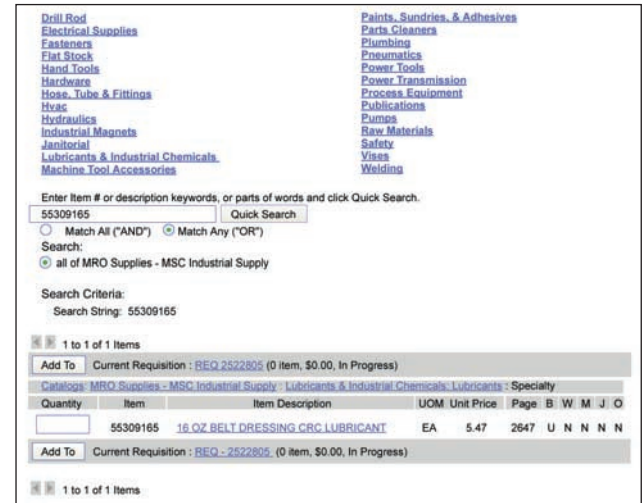 Drill Rod
Electrical Supplies
Fasteners
Flat Stock
Hand Tools
Hardware
Hose, Tube & Fittings
Hvac
Hydraulics
Industrial Magnets
Janitorial
Lubricants & Industrial Chemicals
Machine Tool Accessories
Paints, Sundries, & Adhesives
Parts Cleaners
Plumbing
Pneumatics
Power Tools
Power Transmission
Process Equipment
Publications
Pumps
Raw Materials
Safety
Vises
Welding
Enter Item # or description keywords, or parts of words and click Quick Search.
55309165 Quick Search
Match All ("AND") Match Any ("OR")
Search:
all of MRO Supplies - MSC Industrial Supply
Search Criteria:
Search String: 55309165
1 to 1 of 1 Items
Add To Current Requisition : REQ 2522805 (0 item, $0.00, In Progress)
Catalogs: MRO Supplies - MSC Industrial Supply : Lubricants & Industrial Chemicals: Lubricants : Specialty
Quantity Item Item Description UOM Unit Price Page B W M J O
55309165 16 OZ BELT DRESSING CRC LUBRICANT EA 5.47 2647 U N N N N
Add To Current Requisition : REQ - 2522805 (0 item, $0.00, In Progress)
1 to 1 of 1 Items